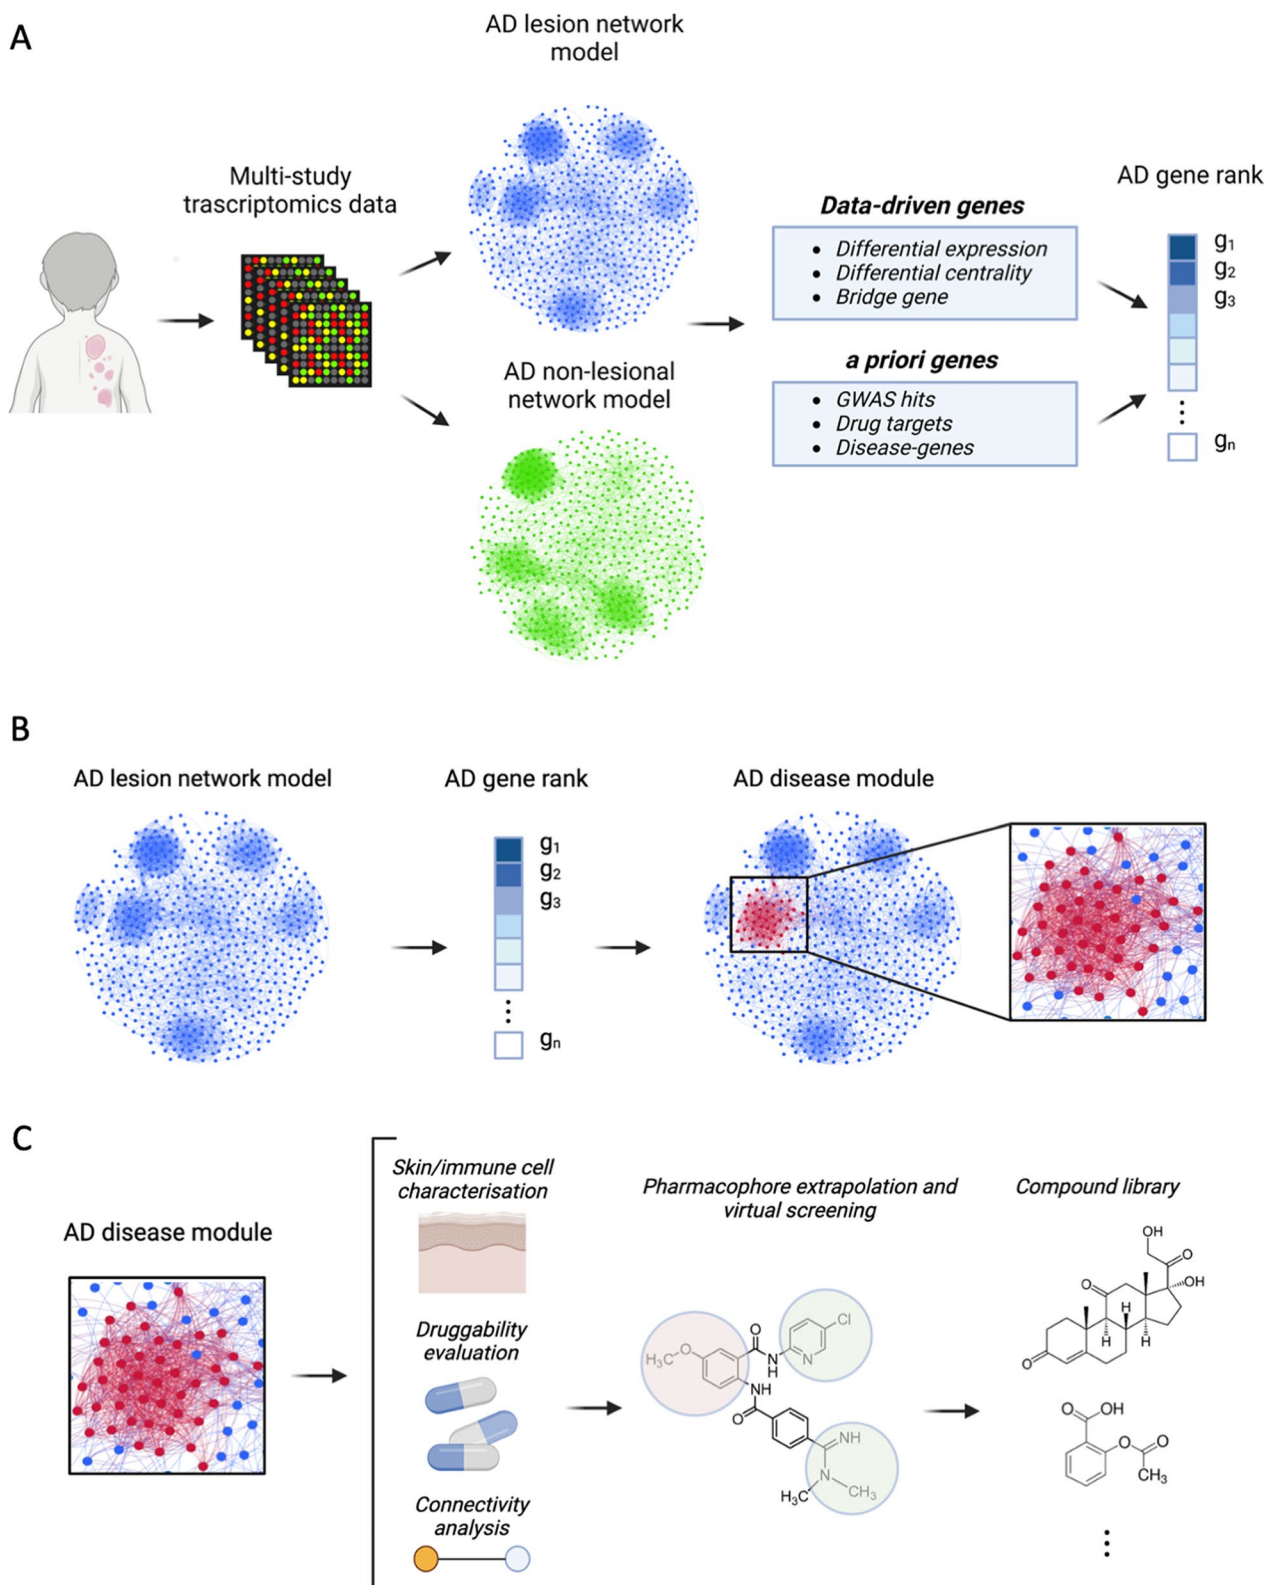 A
AD lesion network
model
Multi-study
trascriptomics data
AD gene rank
Data-driven genes
• Differential expression
• Differential centrality
• Bridge gene
g1
g2
g3
AD non-lesional
network model
a priori genes
• GWAS hits
• Drug targets
• Disease-genes
gn
B
AD lesion network model
AD gene rank
AD disease module
g1
g2
g3
gn
C
AD disease module
Skin/immune cell
characterisation
Druggability
evaluation
Connectivity
analysis
Pharmacophore extrapolation and
virtual screening
H3C
O
O
N
H
N
Cl
NH
O
NH
N
H3C
CH3
Compound library
OH
O
O
OH
H
H
H
O
O
OH
O
O
CH3